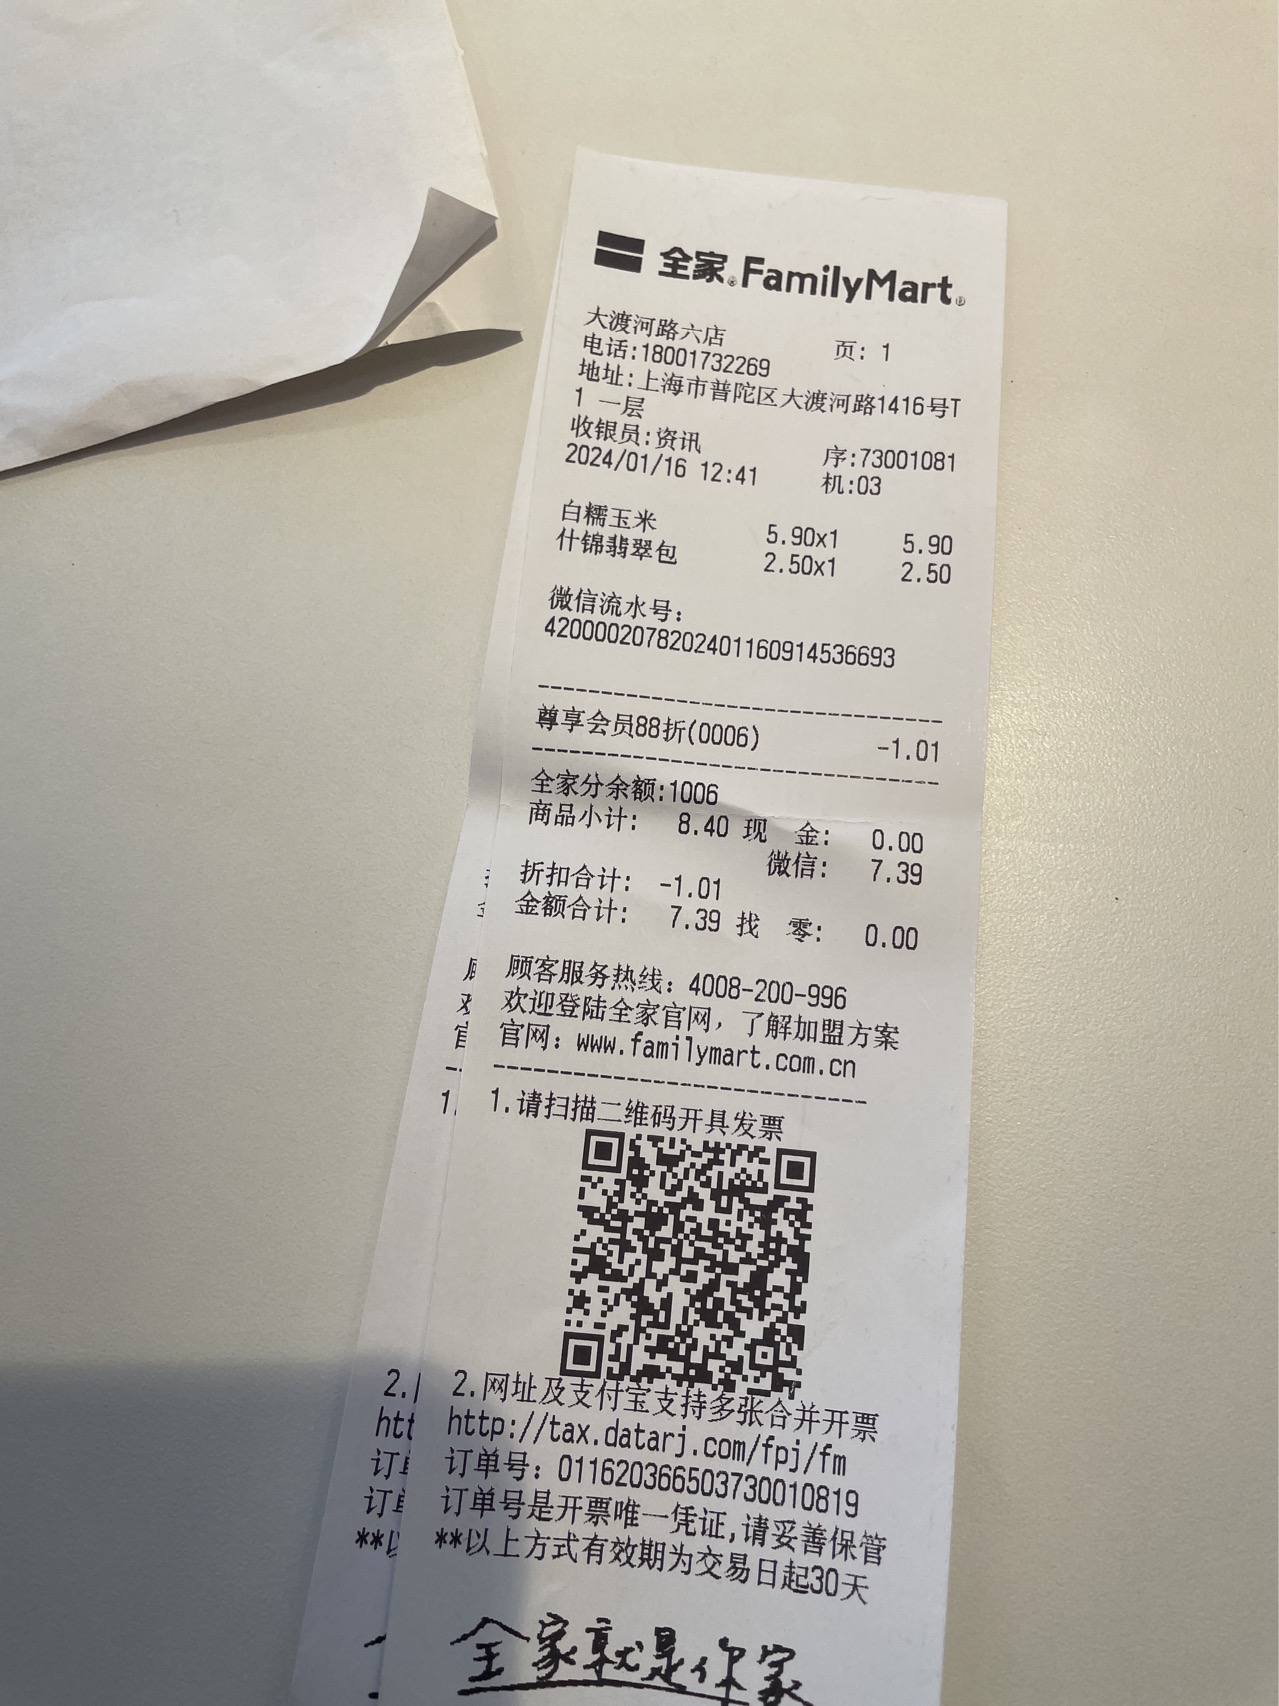 全家 FamilyMart
大渡河路六店 页: 1
电话:18001732269
地址:上海市普陀区大渡河路1416号T
1 一层
收银员:资讯 序:73001081
2024/01/16 12:41 机:03
白糯玉米 5.90x1 5.90
什锦翡翠包 2.50x1 2.50
微信流水号:
4200002078202401160914536693
尊享会员88折(0006) -1.01
全家分余额:1006
商品小计: 8.40 现 金: 0.00
微信: 7.39
折扣合计: -1.01
金额合计: 7.39 找 零: 0.00
顾客服务热线: 4008-200-996
欢迎登陆全家官网, 了解加盟方案
官网: www.familymart.com.cn
1.请扫描二维码开具发票
2.网址及支付宝支持多张合并开票
http://tax.datarj.com/fpj/fm
订单号: 011620366503730010819
订单号是开票唯一凭证,请妥善保管
**以上方式有效期为交易日起30天
全家就是你家